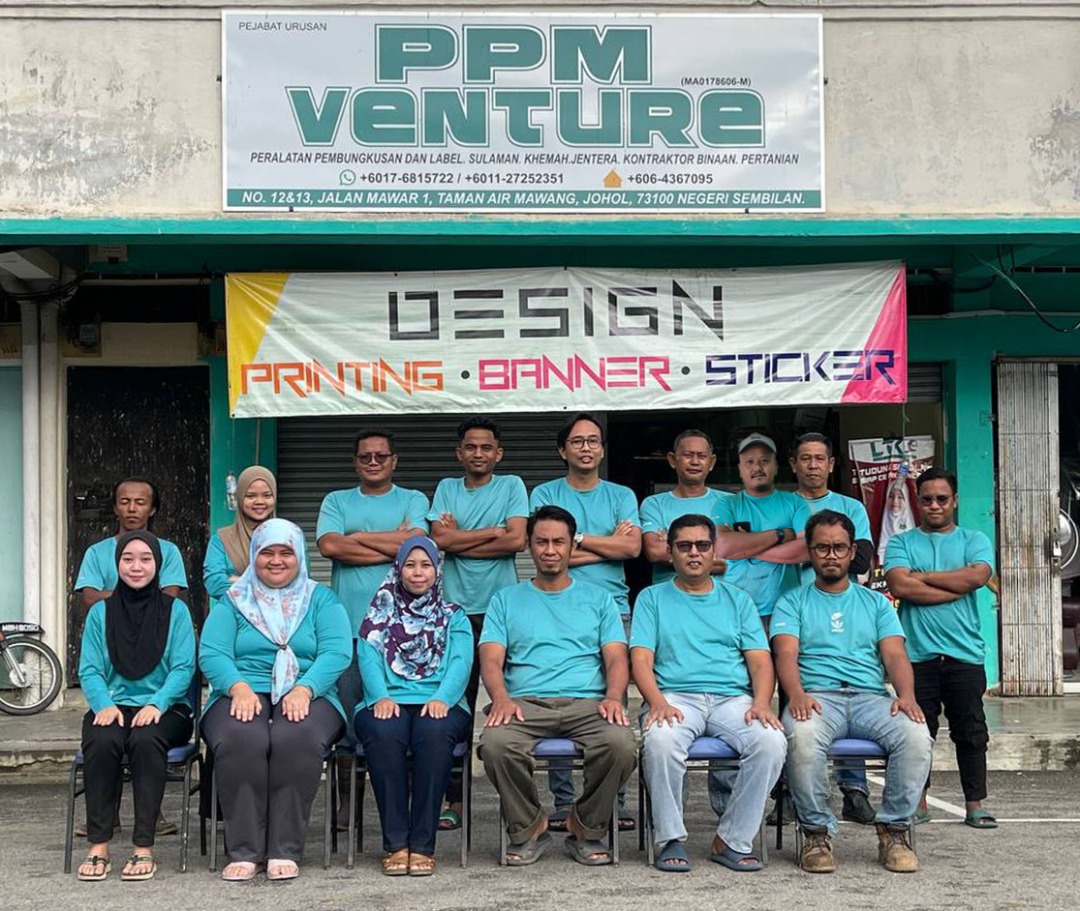 PEJABAT URUSAN
PPM
(MA0178606-M)
VENTURE
PERALATAN PEMBUNGKUSAN DAN LABEL. SULAMAN. KHEMAH.JENTERA. KONTRAKTOR BINAAN. PERTANIAN
+6017-6815722 / +6011-27252351 +606-4367095
NO. 12&13, JALAN MAWAR 1, TAMAN AIR MAWANG, JOHOL, 73100 NEGERI SEMBILAN.
DESIGN
PRINTING • BANNER • STICKER